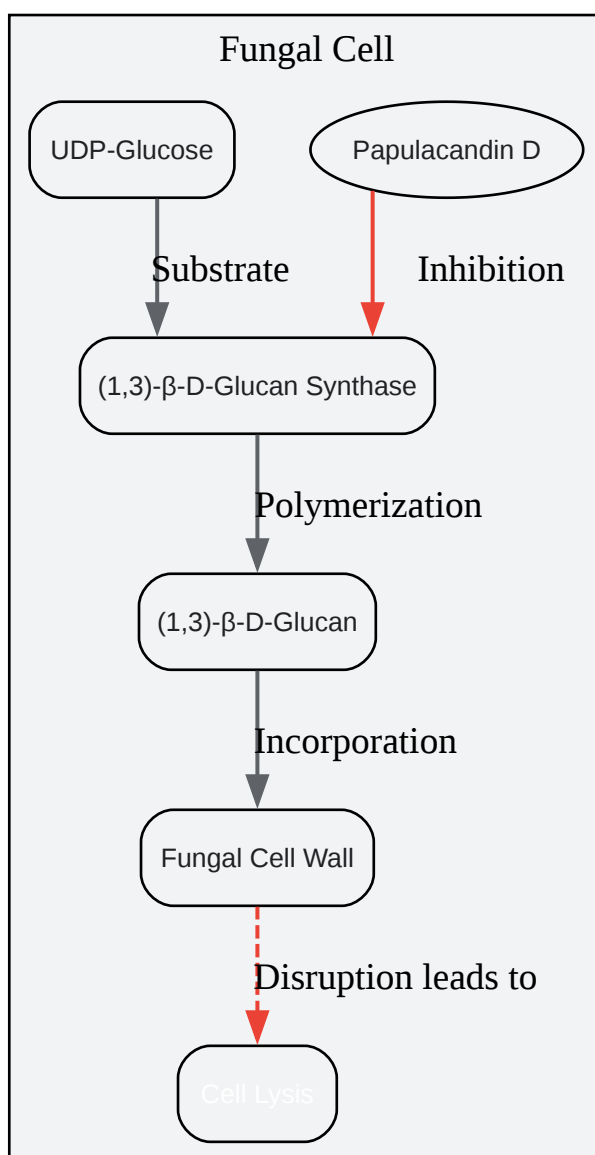 Fungal Cell
UDP-Glucose
Papulacandin D
Substrate
Inhibition
(1,3)-β-D-Glucan Synthase
Polymerization
(1,3)-β-D-Glucan
Incorporation
Fungal Cell Wall
Disruption leads to
Cell Lysis